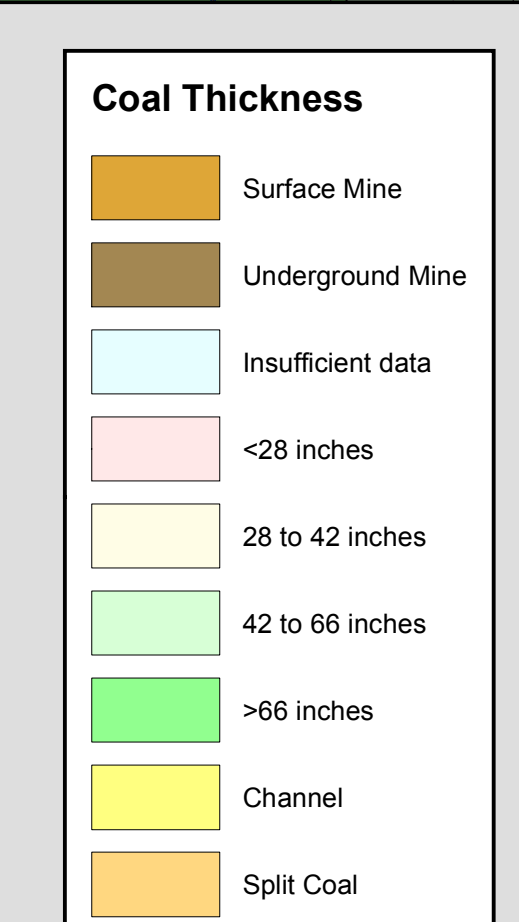 Coal Thickness
Surface Mine
Underground Mine
Insufficient data
<28 inches
28 to 42 inches
42 to 66 inches
>66 inches
Channel
Split Coal